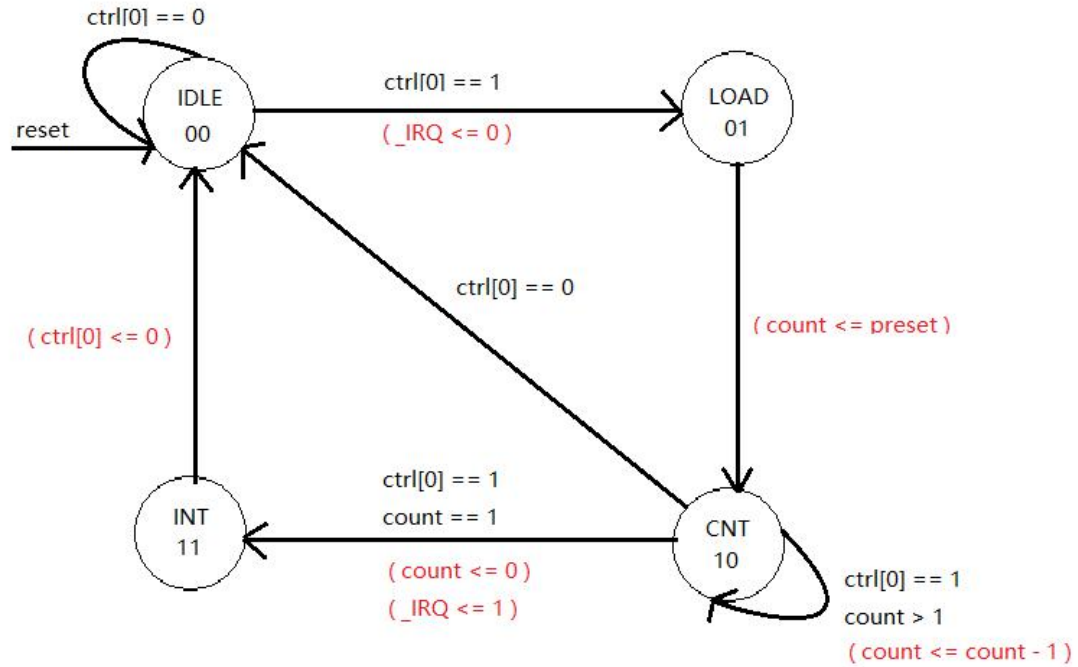 ctrl[0] == 0
IDLE
00
reset
ctrl[0] == 1
( _IRQ <= 0 )
LOAD
01
ctrl[0] == 0
( ctrl[0] <= 0 )
( count <= preset )
INT
11
ctrl[0] == 1
count == 1
( count <= 0 )
( _IRQ <= 1 )
CNT
10
ctrl[0] == 1
count > 1
( count <= count - 1 )